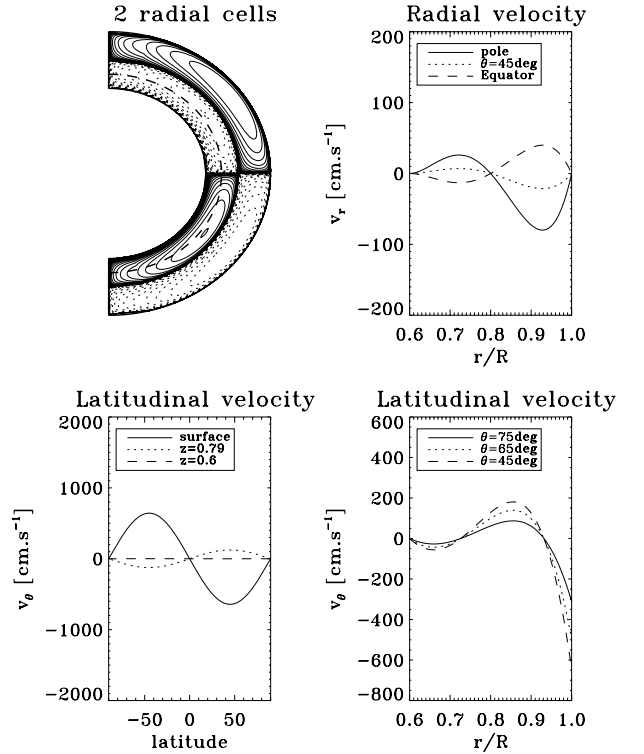 2 radial cells
Radial velocity
200
100
0
−100
−200
v_r [cm.s⁻¹]
pole
θ=45deg
Equator
0.6 0.7 0.8 0.9 1.0
r/R
Latitudinal velocity
2000
1000
0
−1000
−2000
v_θ [cm.s⁻¹]
surface
z=0.79
z=0.6
−50 0 50
latitude
Latitudinal velocity
600
400
200
0
−200
−400
−600
−800
v_θ [cm.s⁻¹]
θ=75deg
θ=65deg
θ=45deg
0.6 0.7 0.8 0.9 1.0
r/R